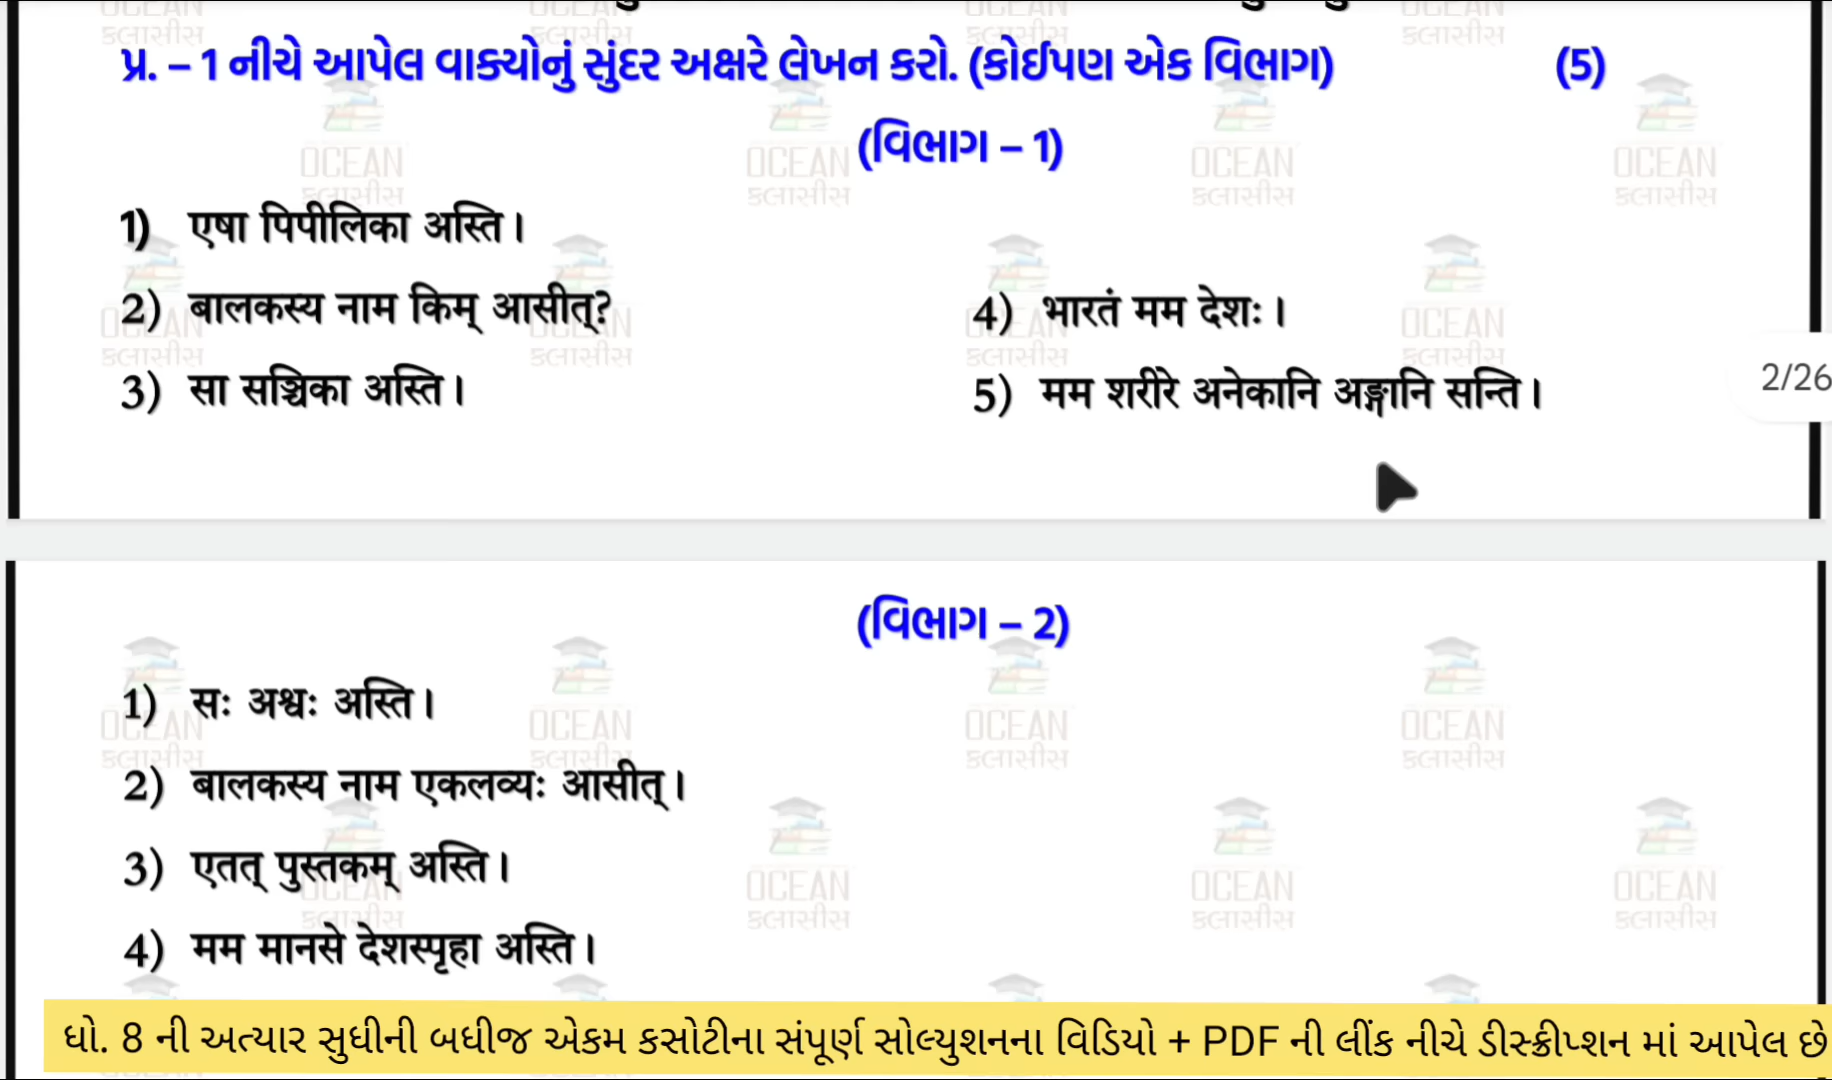 પ્ર. – 1 નીચે આપેલ વાક્યોનું સુંદર અક્ષરે લેખન કરો. (કોઈપણ એક વિભાગ) (5)
(વિભાગ – 1)
1) एषा पिपीलिका अस्ति।
2) बालकस्य नाम किम् आसीत्?
3) सा सञ्चिका अस्ति।
4) भारतं मम देशः।
5) मम शरीरे अनेकानि अङ्गानि सन्ति।
2/26
(વિભાગ – 2)
1) सः अश्वः अस्ति।
2) बालकस्य नाम एकलव्यः आसीत्।
3) एतत् पुस्तकम् अस्ति।
4) मम मानसे देशस्पृहा अस्ति।
ધો. 8 ની અત્યાર સુધીની બધીજ એકમ કસોટીના સંપૂર્ણ સોલ્યુશનના વિડિયો + PDF ની લીંક નીચે ડીસ્ક્રીપ્શન માં આપેલ છે
OCEAN
ક્લાસીસ